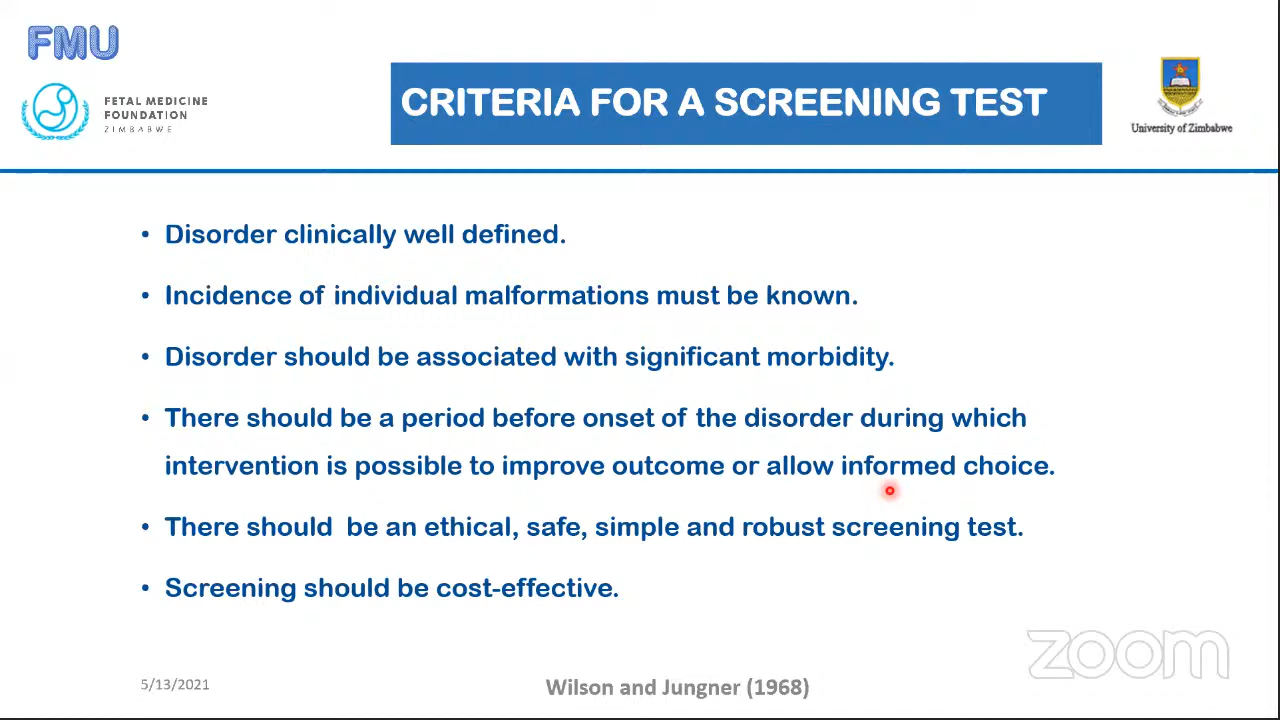 FMU
FETAL MEDICINE
FOUNDATION
ZIMBABWE
CRITERIA FOR A SCREENING TEST
University of Zimbabwe
• Disorder clinically well defined.
• Incidence of individual malformations must be known.
• Disorder should be associated with significant morbidity.
• There should be a period before onset of the disorder during which
intervention is possible to improve outcome or allow informed choice.
• There should be an ethical, safe, simple and robust screening test.
• Screening should be cost-effective.
zoom
5/13/2021
Wilson and Jungner (1968)